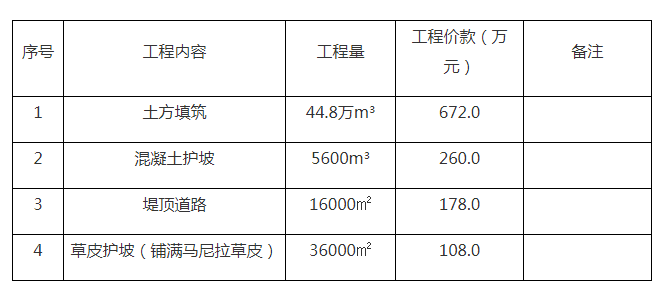 序号 工程内容 工程量 工程价款（万元） 备注
1 土方填筑 44.8万m³ 672.0
2 混凝土护坡 5600m³ 260.0
3 堤顶道路 16000㎡ 178.0
4 草皮护坡（铺满马尼拉草皮） 36000㎡ 108.0